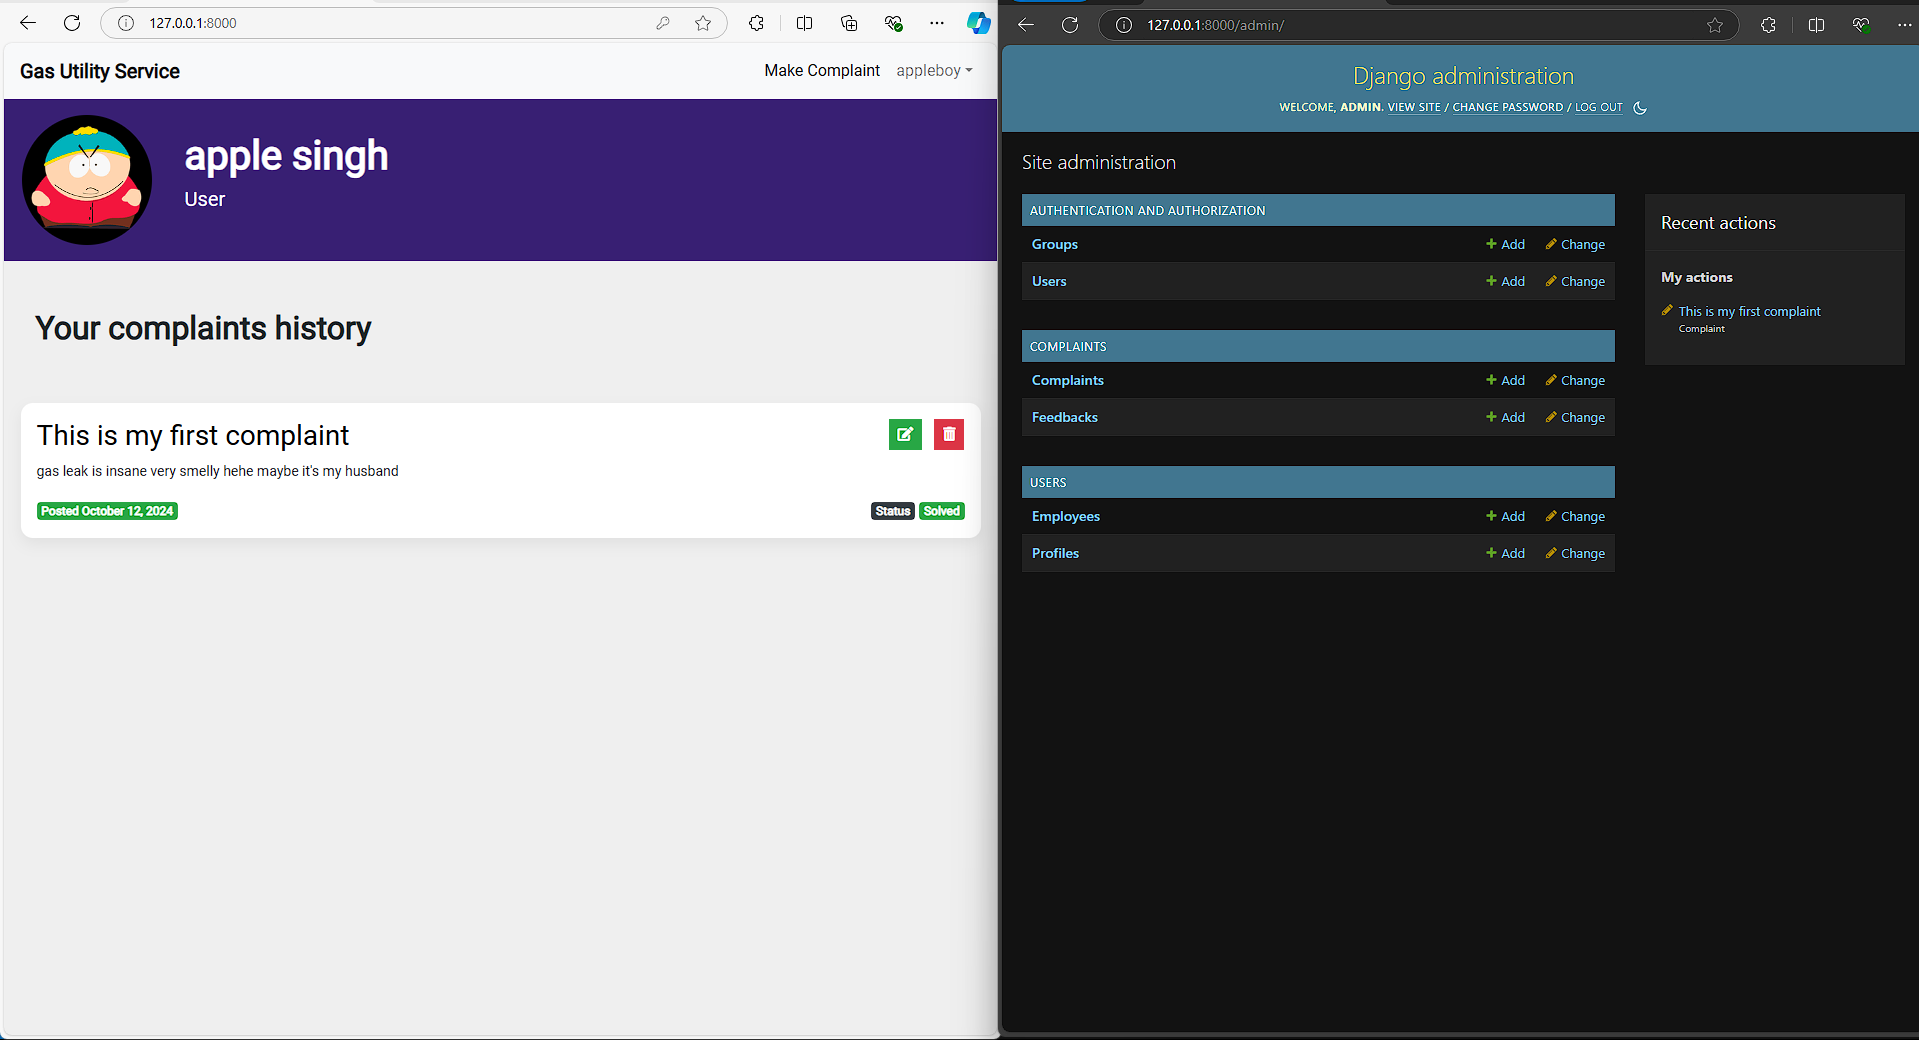 127.0.0.1:8000
Gas Utility Service
Make Complaint appleboy
apple singh
User
Your complaints history
This is my first complaint
gas leak is insane very smelly hehe maybe it's my husband
Posted October 12, 2024
Status Solved
127.0.0.1:8000/admin/
Django administration
WELCOME, ADMIN. VIEW SITE / CHANGE PASSWORD / LOG OUT
Site administration
AUTHENTICATION AND AUTHORIZATION
Groups Add Change
Users Add Change
COMPLAINTS
Complaints Add Change
Feedbacks Add Change
USERS
Employees Add Change
Profiles Add Change
Recent actions
My actions
This is my first complaint
Complaint